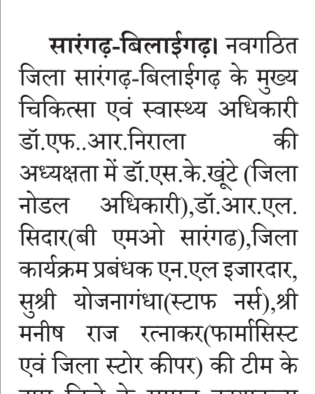 सारंगढ़-बिलाईगढ़। नवगठित
जिला सारंगढ़-बिलाईगढ़ के मुख्य
चिकित्सा एवं स्वास्थ्य अधिकारी
डॉ.एफ..आर.निराला की
अध्यक्षता में डॉ.एस.के.खूंटे (जिला
नोडल अधिकारी),डॉ.आर.एल.
सिदार(बी एमओ सारंगढ),जिला
कार्यक्रम प्रबंधक एन.एल इजारदार,
सुश्री योजनागंधा(स्टाफ नर्स),श्री
मनीष राज रत्नाकर(फार्मासिस्ट
एवं जिला स्टोर कीपर) की टीम के